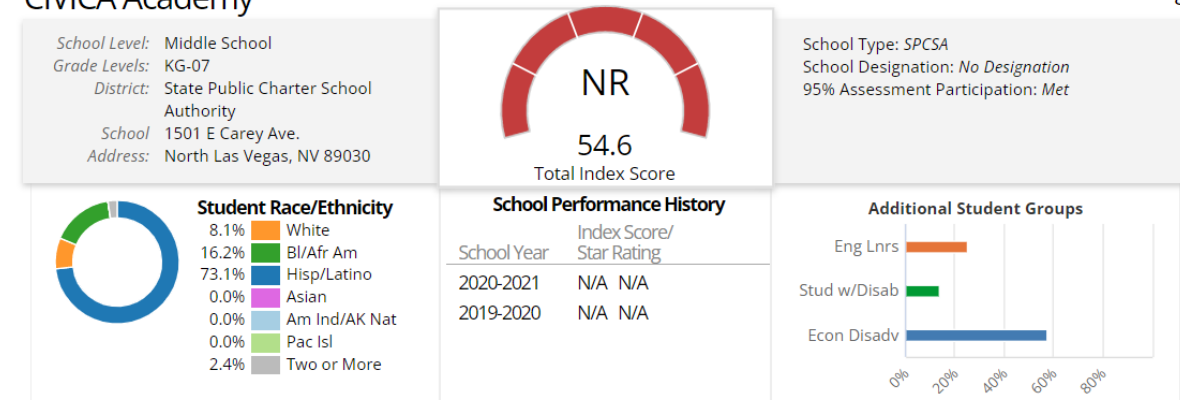 CIVICA Academy
School Level: Middle School
Grade Levels: KG-07
District: State Public Charter School
Authority
School 1501 E Carey Ave.
Address: North Las Vegas, NV 89030
NR
54.6
Total Index Score
School Type: SPCSA
School Designation: No Designation
95% Assessment Participation: Met
Student Race/Ethnicity
8.1% White
16.2% Bl/Afr Am
73.1% Hisp/Latino
0.0% Asian
0.0% Am Ind/AK Nat
0.0% Pac Isl
2.4% Two or More
School Performance History
Index Score/
School Year Star Rating
2020-2021 N/A N/A
2019-2020 N/A N/A
Additional Student Groups
Eng Lnrs
Stud w/Disab
Econ Disadv
0% 20% 40% 60% 80%